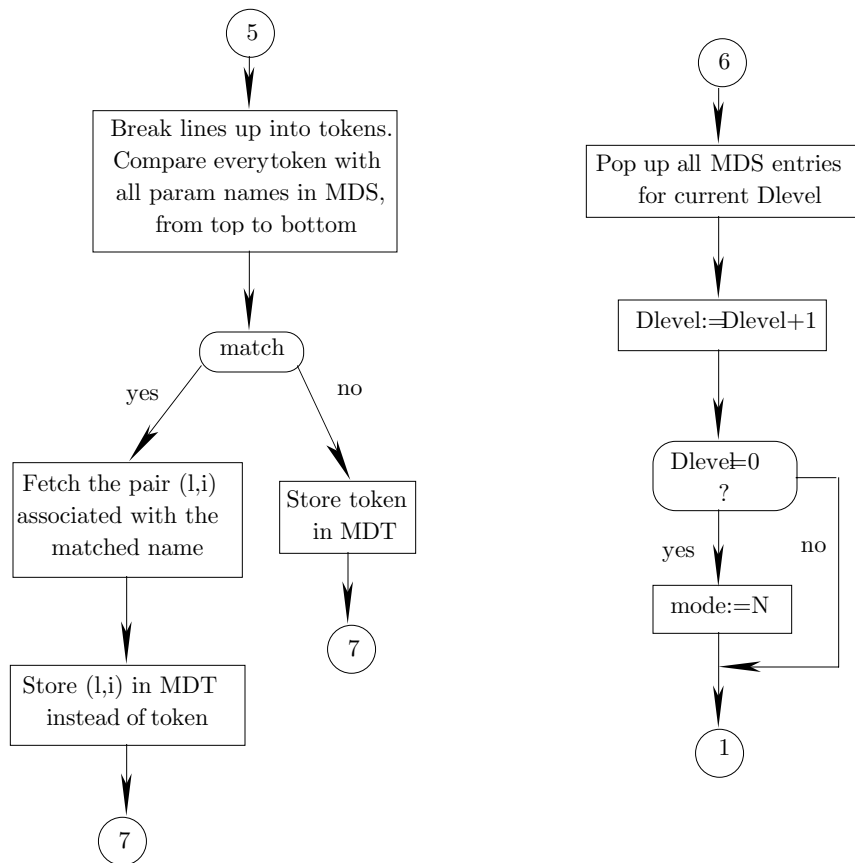 5
Break lines up into tokens.
Compare everytoken with
all param names in MDS,
from top to bottom
match
yes
no
Fetch the pair (l,i)
associated with the
matched name
Store token
in MDT
7
Store (l,i) in MDT
instead of token
7
6
Pop up all MDS entries
for current Dlevel
Dlevel:=Dlevel+1
Dlevel=0
?
yes
no
mode:=N
1